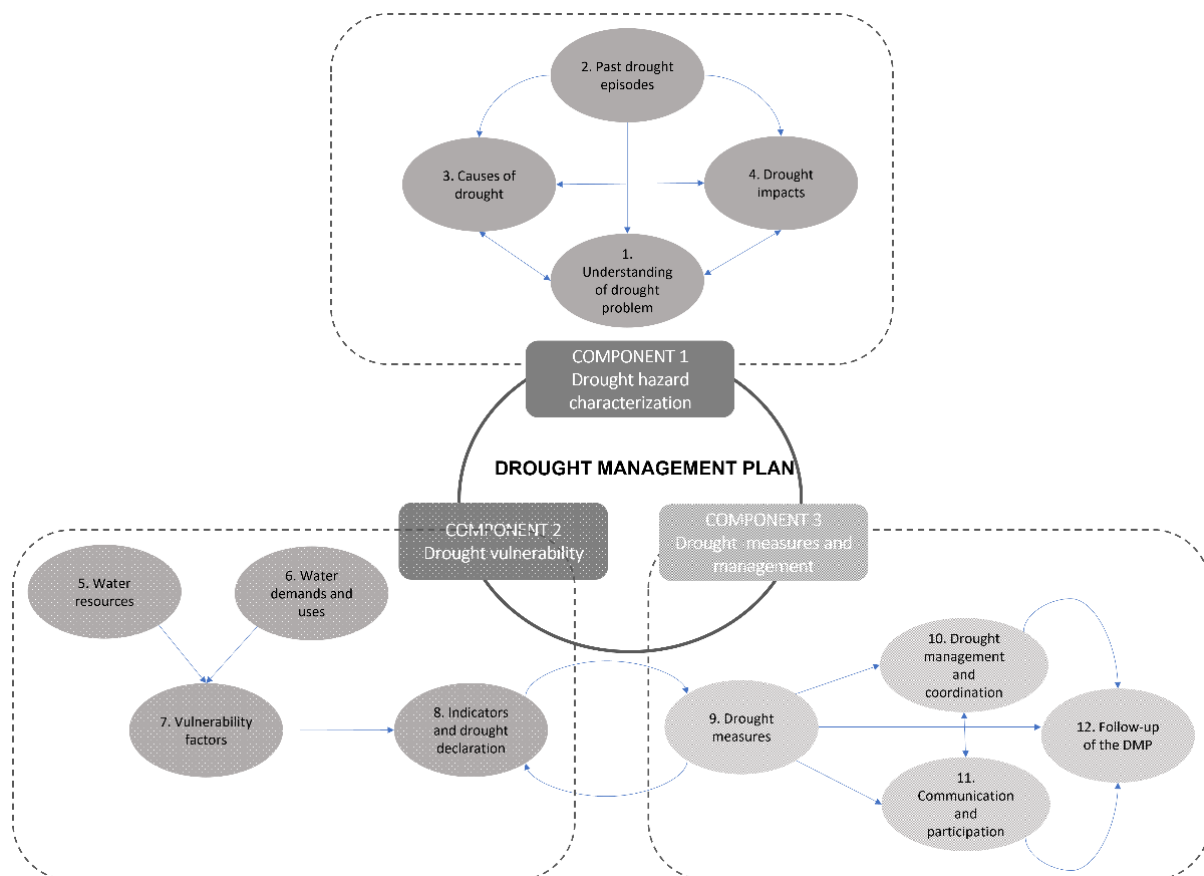 2. Past drought
episodes
3. Causes of
drought
4. Drought
impacts
1.
Understanding
of drought
problem
COMPONENT 1
Drought hazard
characterization
DROUGHT MANAGEMENT PLAN
COMPONENT 2
Drought vulnerability
COMPONENT 3
Drought measures and
management
5. Water
resources
6. Water
demands and
uses
7. Vulnerability
factors
8. Indicators
and drought
declaration
9. Drought
measures
10. Drought
management
and
coordination
11.
Communication
and
participation
12. Follow-up
of the DMP